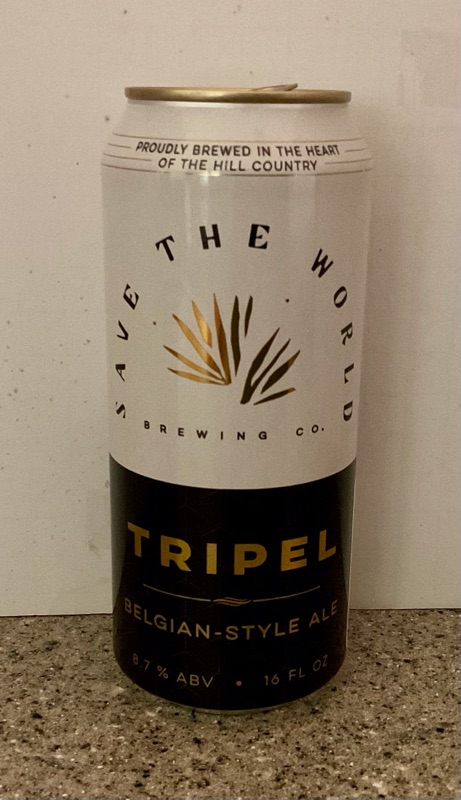 PROUDLY BREWED IN THE HEART
OF THE HILL COUNTRY
SAVE THE WORLD
BREWING CO.
TRIPEL
BELGIAN-STYLE ALE
8.7 % ABV • 16 FL OZ